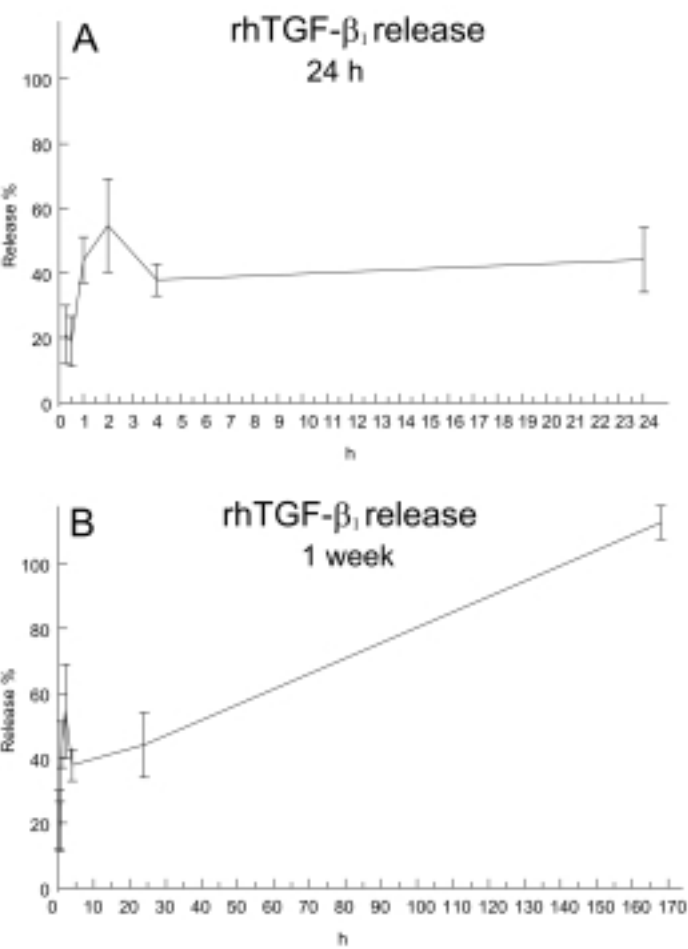 A
rhTGF-β₁ release
24 h
100
80
60
40
20
0
Release %
0 1 2 3 4 5 6 7 8 9 10 11 12 13 14 15 16 17 18 19 20 21 22 23 24
h
B
rhTGF-β₁ release
1 week
100
80
60
40
20
0
Release %
0 10 20 30 40 50 60 70 80 90 100 110 120 130 140 150 160 170
h